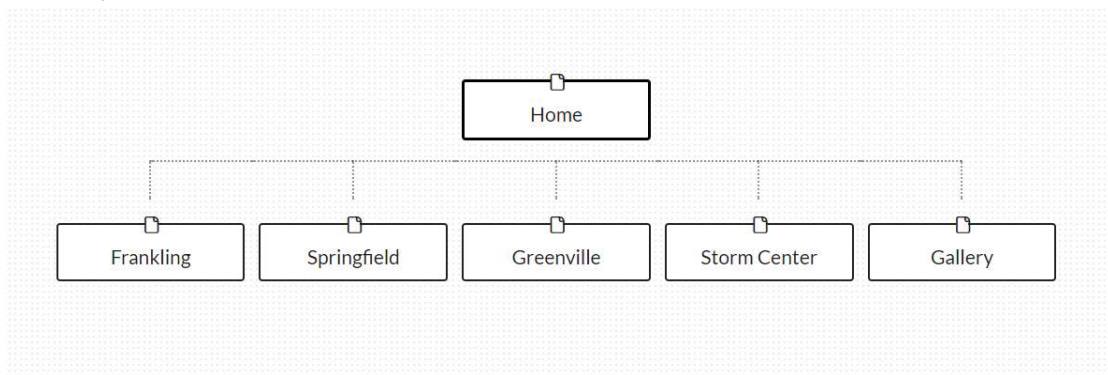 Home
Frankling
Springfield
Greenville
Storm Center
Gallery